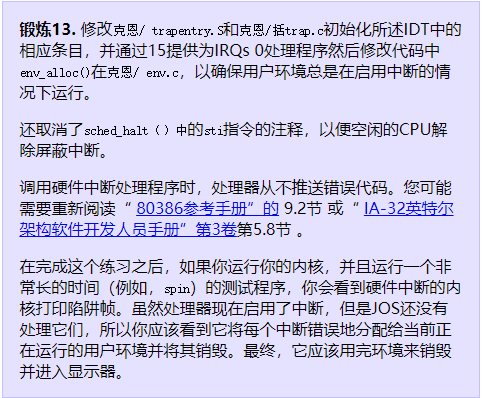 锻炼13. 修改克恩/ trapentry.S和克恩/括trap.c初始化所述IDT中的
相应条目，并通过15提供为IRQs 0处理程序然后修改代码中
env_alloc()在克恩/ env.c，以确保用户环境总是在启用中断的情
况下运行。
还取消了sched_halt（）中的sti指令的注释，以便空闲的CPU解
除屏蔽中断。
调用硬件中断处理程序时，处理器从不推送错误代码。您可能
需要重新阅读“ 80386参考手册”的 9.2节 或“ IA-32英特尔
架构软件开发人员手册”第3卷第5.8节 。
在完成这个练习之后，如果你运行你的内核，并且运行一个非
常长的时间（例如，spin）的测试程序，你会看到硬件中断的内
核打印陷阱帧。虽然处理器现在启用了中断，但是JOS还没有
处理它们，所以你应该看到它将每个中断错误地分配给当前正
在运行的用户环境并将其销毁。最终，它应该用完环境来销毁
并进入显示器。